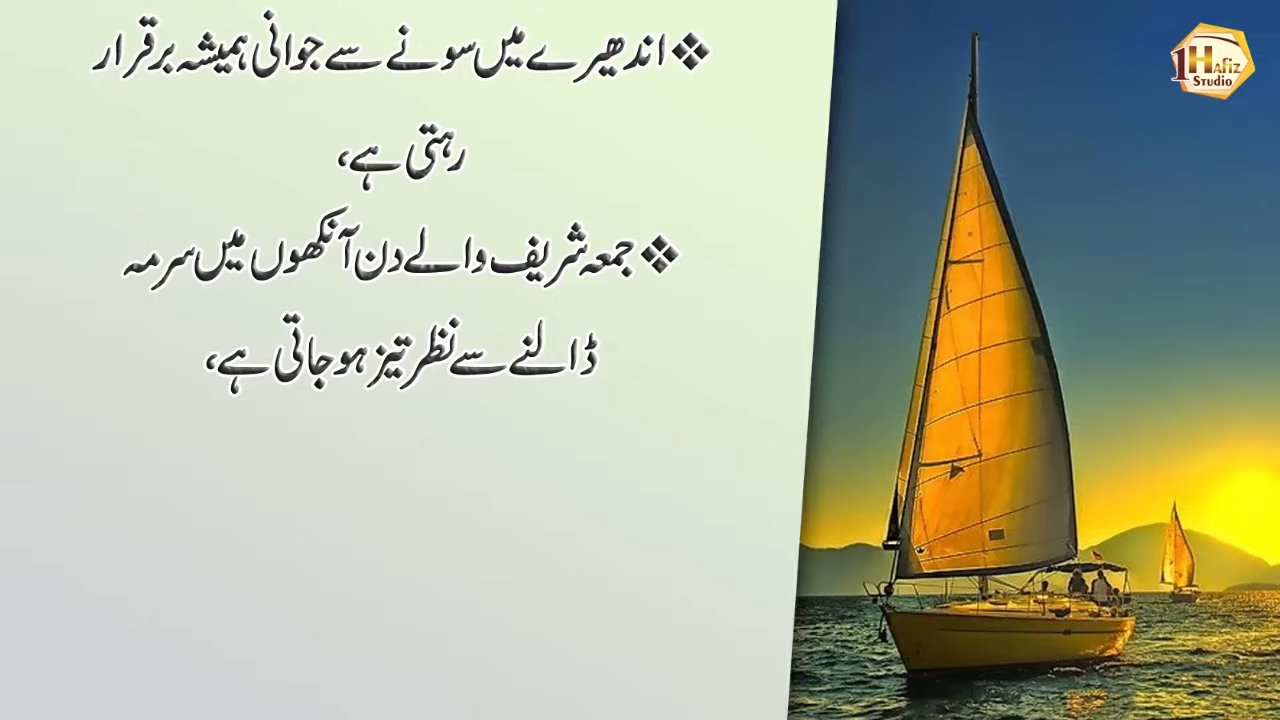 ❖ اندھیرے میں سونے سے جوانی ہمیشہ برقرار
رہتی ہے،
❖ جمعہ شریف والے دن آنکھوں میں سرمہ
ڈالنے سے نظر تیز ہو جاتی ہے،
1Hafiz
Studio